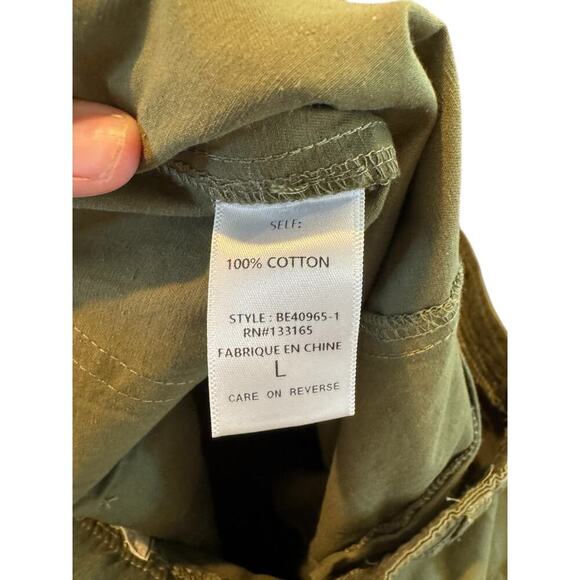 SELF:
100% COTTON
STYLE : BE40965-1
RN#133165
FABRIQUE EN CHINE
L
CARE ON REVERSE